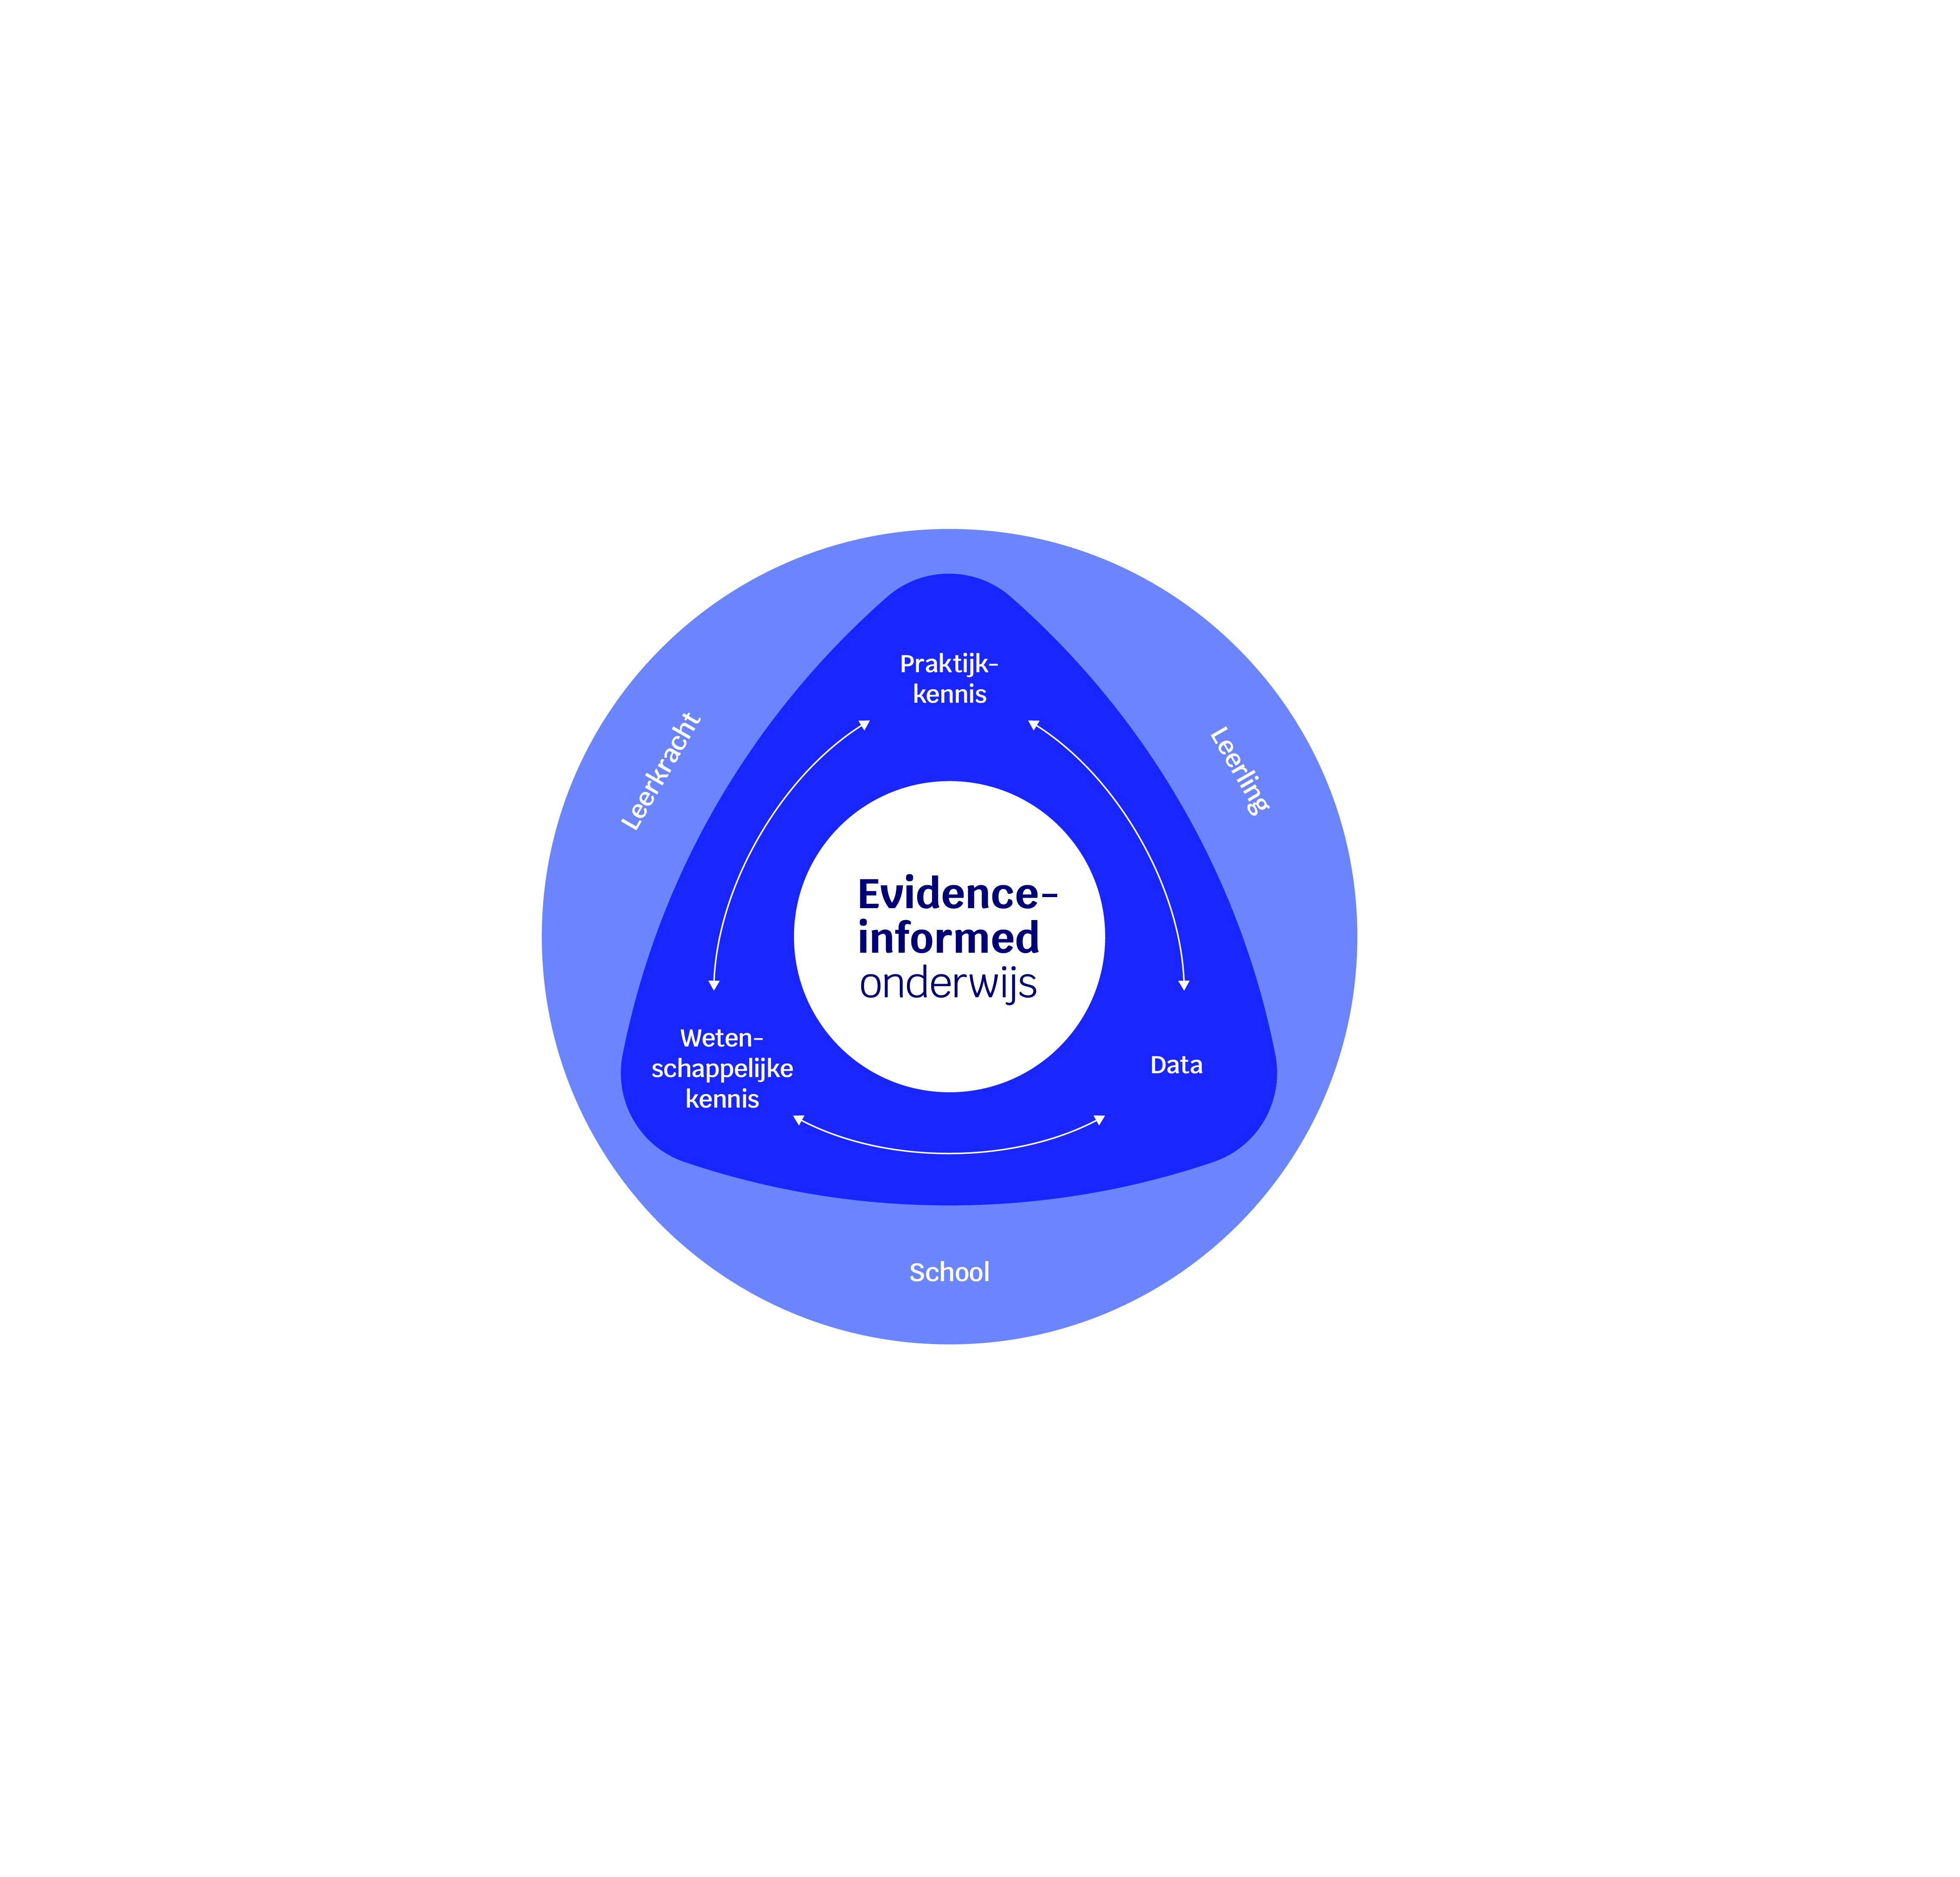 Praktijk-
kennis
Leerkracht
Leerling
Evidence-
informed
onderwijs
Weten-
schappelijke
kennis
Data
School